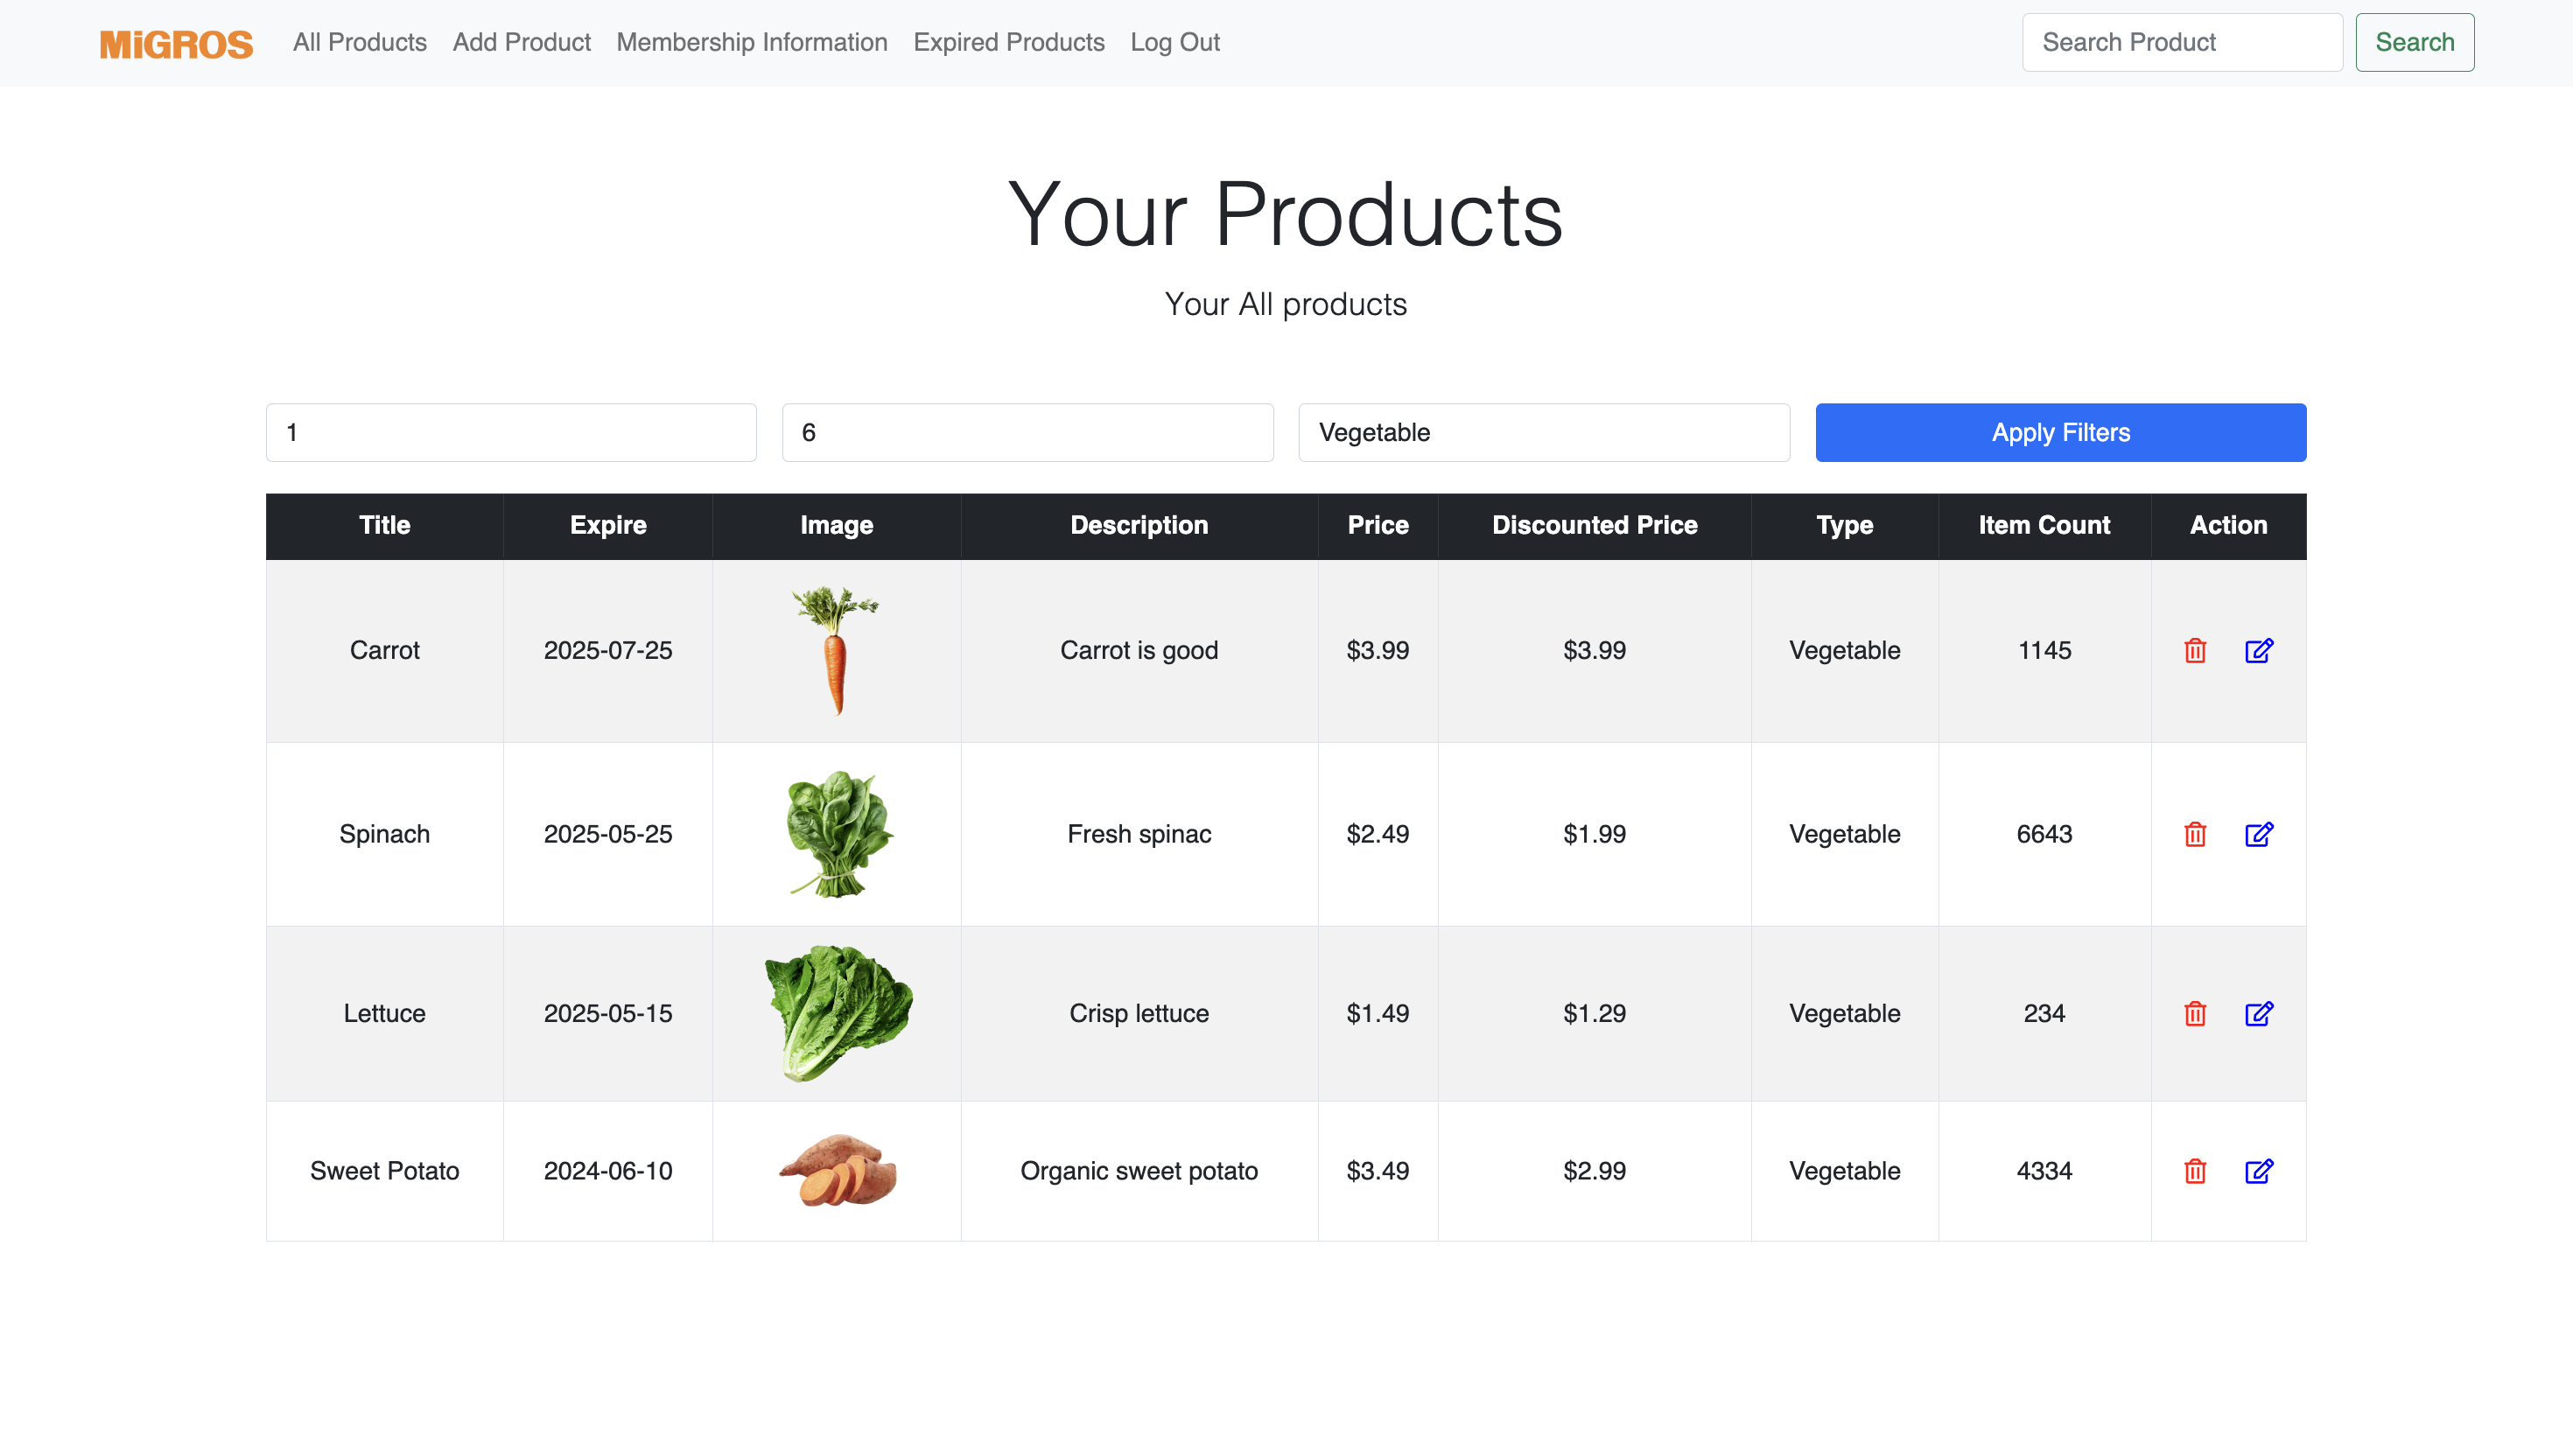 MiGROS All Products Add Product Membership Information Expired Products Log Out Search Product Search
Your Products
Your All products
1 6 Vegetable Apply Filters
Title Expire Image Description Price Discounted Price Type Item Count Action
Carrot 2025-07-25 Carrot is good $3.99 $3.99 Vegetable 1145
Spinach 2025-05-25 Fresh spinac $2.49 $1.99 Vegetable 6643
Lettuce 2025-05-15 Crisp lettuce $1.49 $1.29 Vegetable 234
Sweet Potato 2024-06-10 Organic sweet potato $3.49 $2.99 Vegetable 4334